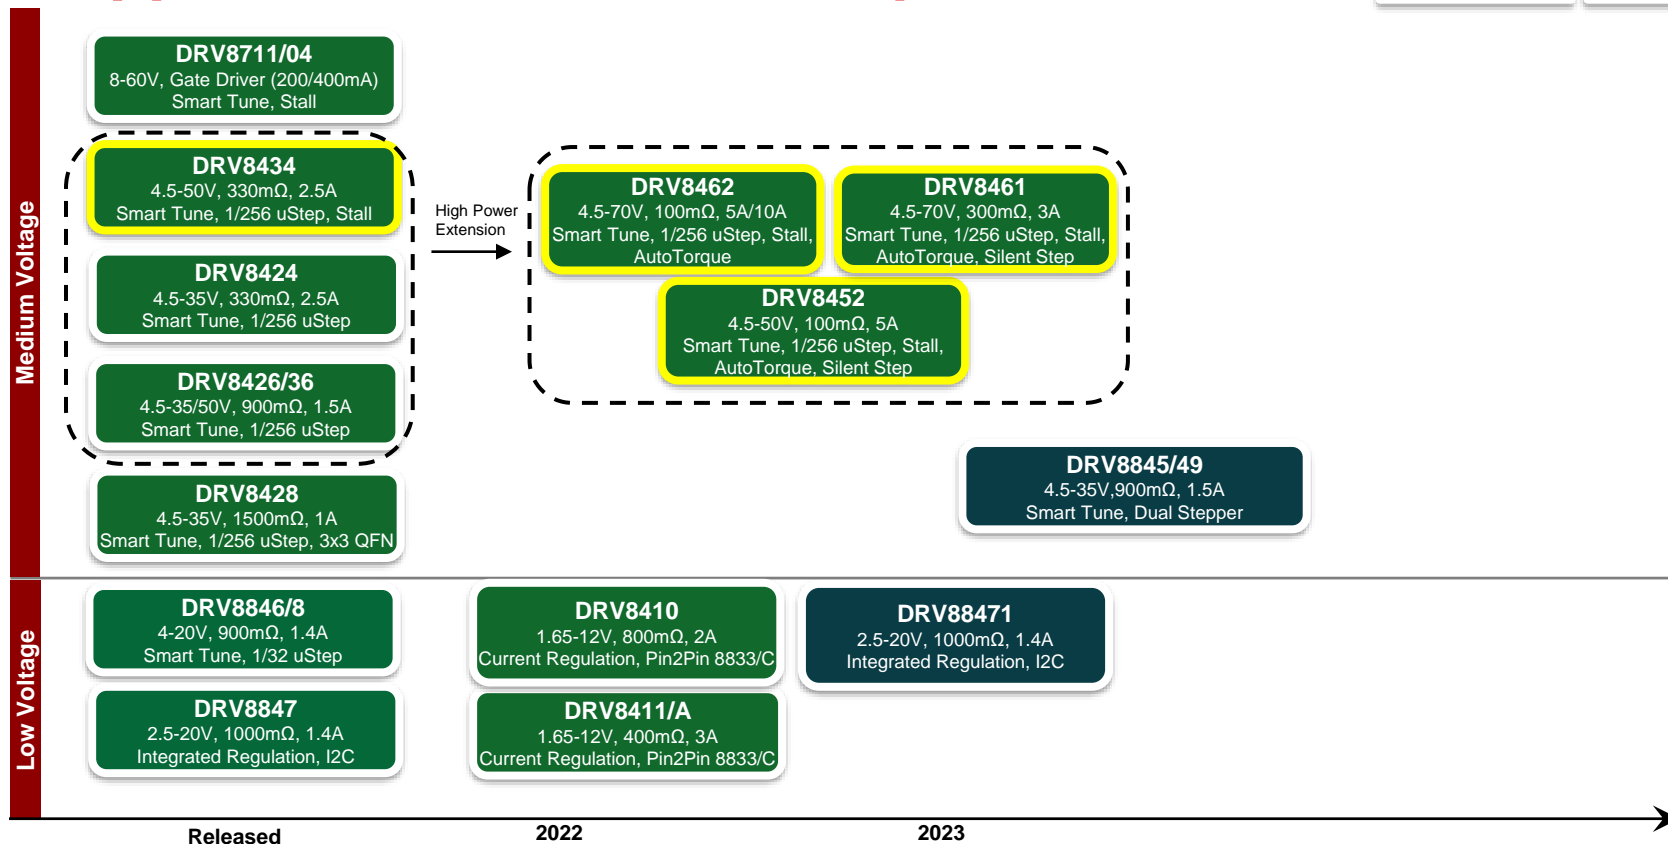 Medium Voltage
DRV8711/04
8-60V, Gate Driver (200/400mA)
Smart Tune, Stall
DRV8434
4.5-50V, 330mΩ, 2.5A
Smart Tune, 1/256 uStep, Stall
DRV8424
4.5-35V, 330mΩ, 2.5A
Smart Tune, 1/256 uStep
DRV8426/36
4.5-35/50V, 900mΩ, 1.5A
Smart Tune, 1/256 uStep
DRV8428
4.5-35V, 1500mΩ, 1A
Smart Tune, 1/256 uStep, 3x3 QFN
High Power
Extension
DRV8462
4.5-70V, 100mΩ, 5A/10A
Smart Tune, 1/256 uStep, Stall,
AutoTorque
DRV8461
4.5-70V, 300mΩ, 3A
Smart Tune, 1/256 uStep, Stall,
AutoTorque, Silent Step
DRV8452
4.5-50V, 100mΩ, 5A
Smart Tune, 1/256 uStep, Stall,
AutoTorque, Silent Step
DRV8845/49
4.5-35V,900mΩ, 1.5A
Smart Tune, Dual Stepper
Low Voltage
DRV8846/8
4-20V, 900mΩ, 1.4A
Smart Tune, 1/32 uStep
DRV8847
2.5-20V, 1000mΩ, 1.4A
Integrated Regulation, I2C
DRV8410
1.65-12V, 800mΩ, 2A
Current Regulation, Pin2Pin 8833/C
DRV8411/A
1.65-12V, 400mΩ, 3A
Current Regulation, Pin2Pin 8833/C
DRV88471
2.5-20V, 1000mΩ, 1.4A
Integrated Regulation, I2C
Released
2022
2023